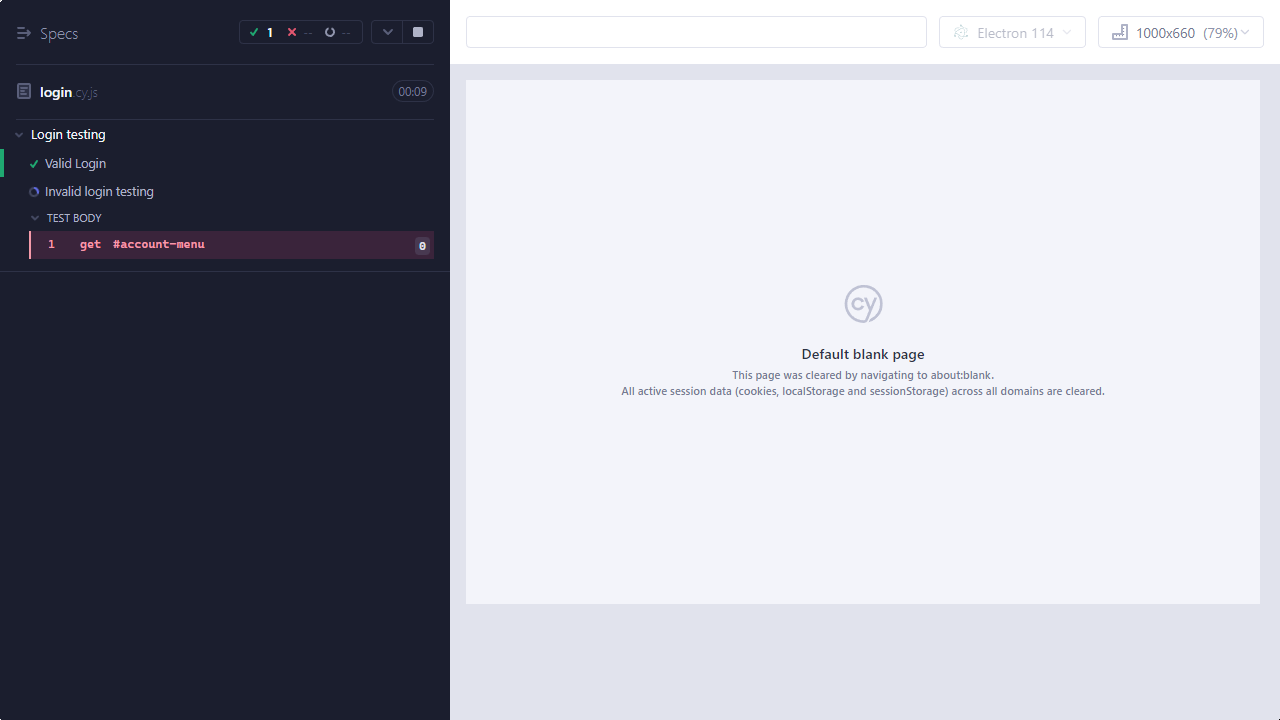 Specs
1 -- --
login.cy.js
00:09
Login testing
Valid Login
Invalid login testing
TEST BODY
1 get #account-menu 0
Electron 114
1000x660 (79%)
cy
Default blank page
This page was cleared by navigating to about:blank.
All active session data (cookies, localStorage and sessionStorage) across all domains are cleared.